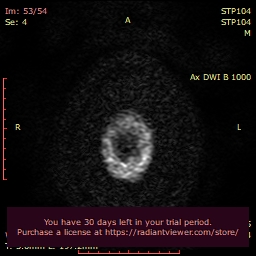 Im: 53/54
STP104
Se: 4
STP104
A
M
Ax DWI B 1000
R
L
You have 30 days left in your trial period.
Purchase a license at https://radiantviewer.com/store/